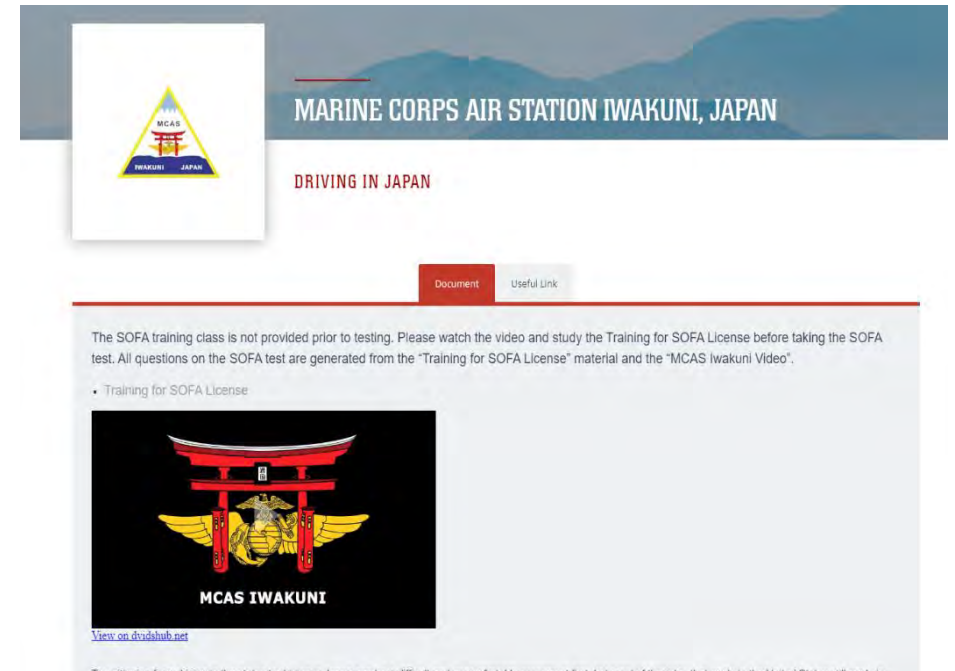 MCAS
IWAKUNI JAPAN
MARINE CORPS AIR STATION IWAKUNI, JAPAN
DRIVING IN JAPAN
Document Useful Link
The SOFA training class is not provided prior to testing. Please watch the video and study the Training for SOFA License before taking the SOFA
test. All questions on the SOFA test are generated from the “Training for SOFA License” material and the “MCAS Iwakuni Video”.
• Training for SOFA License
MCAS IWAKUNI
View on dvidshub.net